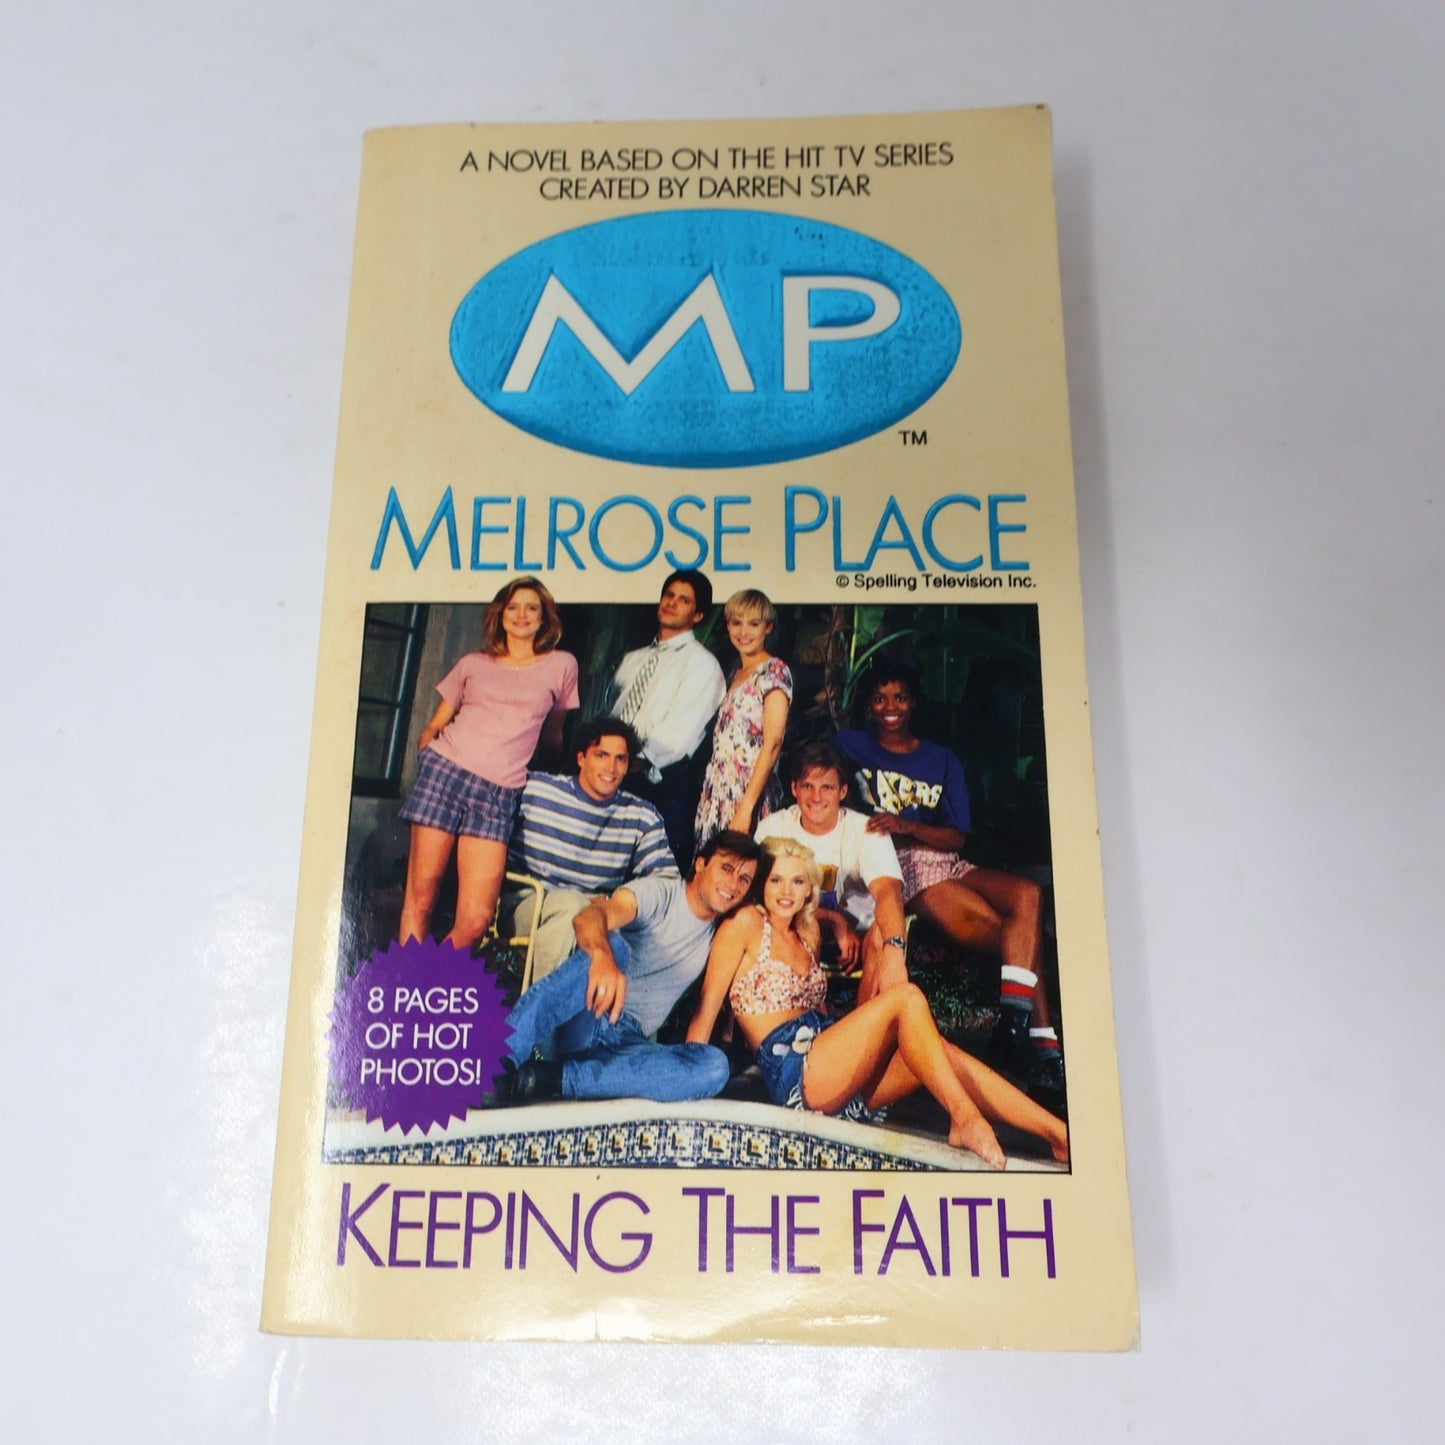 A NOVEL BASED ON THE HIT TV SERIES
CREATED BY DARREN STAR
MP
TM
MELROSE PLACE
© Spelling Television Inc.
LAKERS
8 PAGES
OF HOT
PHOTOS!
KEEPING THE FAITH